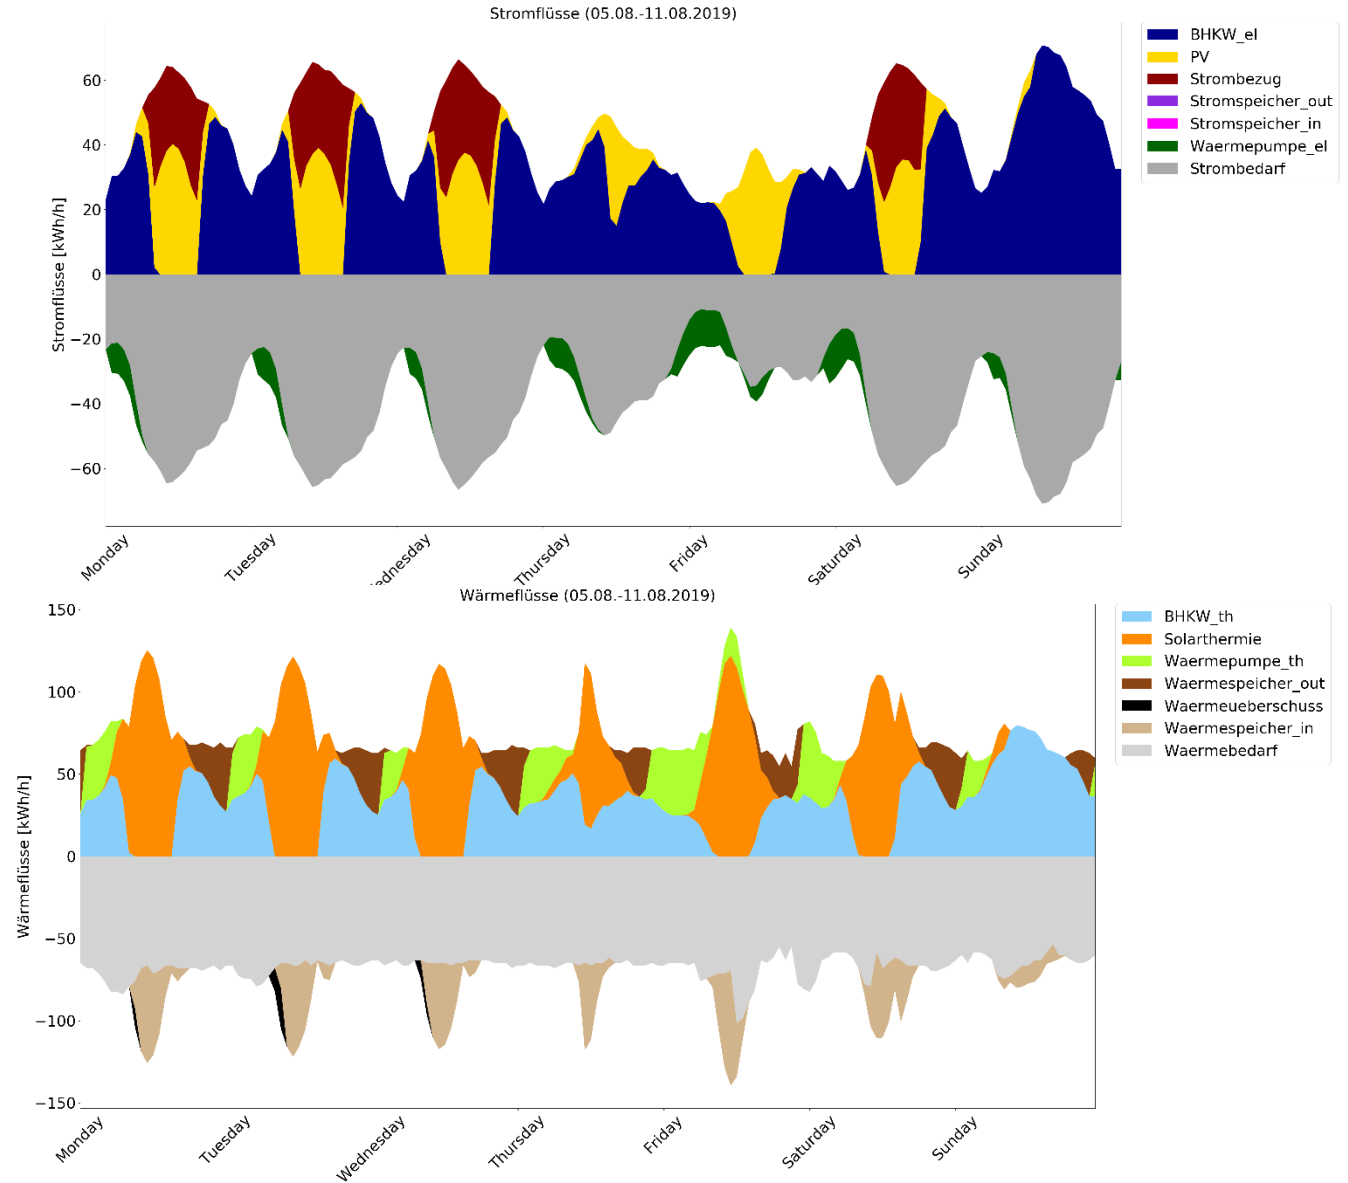 Stromflüsse (05.08.-11.08.2019)
BHKW_el
PV
Strombezug
Stromspeicher_out
Stromspeicher_in
Waermepumpe_el
Strombedarf
Stromflüsse [kWh/h]
60
40
20
0
−20
−40
−60
Monday
Tuesday
ednesday
Thursday
Friday
Saturday
Sunday
Wärmeflüsse (05.08.-11.08.2019)
BHKW_th
Solarthermie
Waermepumpe_th
Waermespeicher_out
Waermeueberschuss
Waermespeicher_in
Waermebedarf
Wärmeflüsse [kWh/h]
150
100
50
0
−50
−100
−150
Monday
Tuesday
Wednesday
Thursday
Friday
Saturday
Sunday